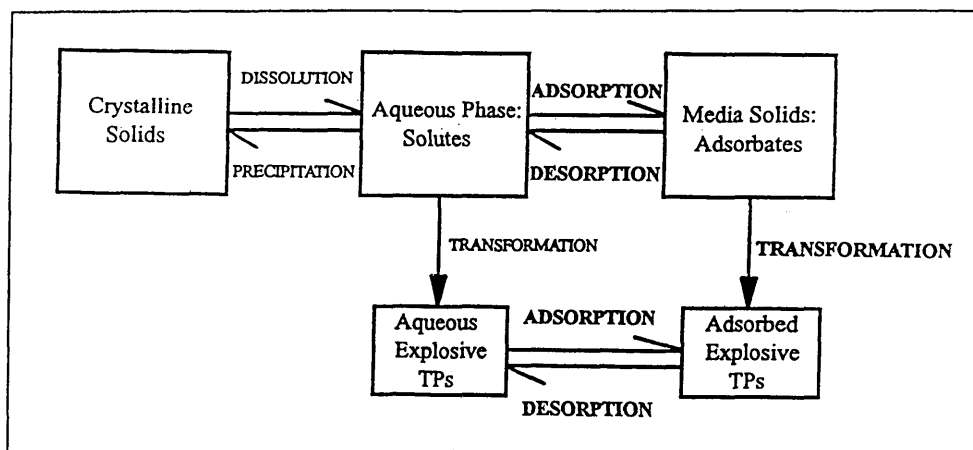 Crystalline
Solids
DISSOLUTION
PRECIPITATION
Aqueous Phase:
Solutes
ADSORPTION
DESORPTION
Media Solids:
Adsorbates
TRANSFORMATION
TRANSFORMATION
Aqueous
Explosive
TPs
ADSORPTION
DESORPTION
Adsorbed
Explosive
TPs